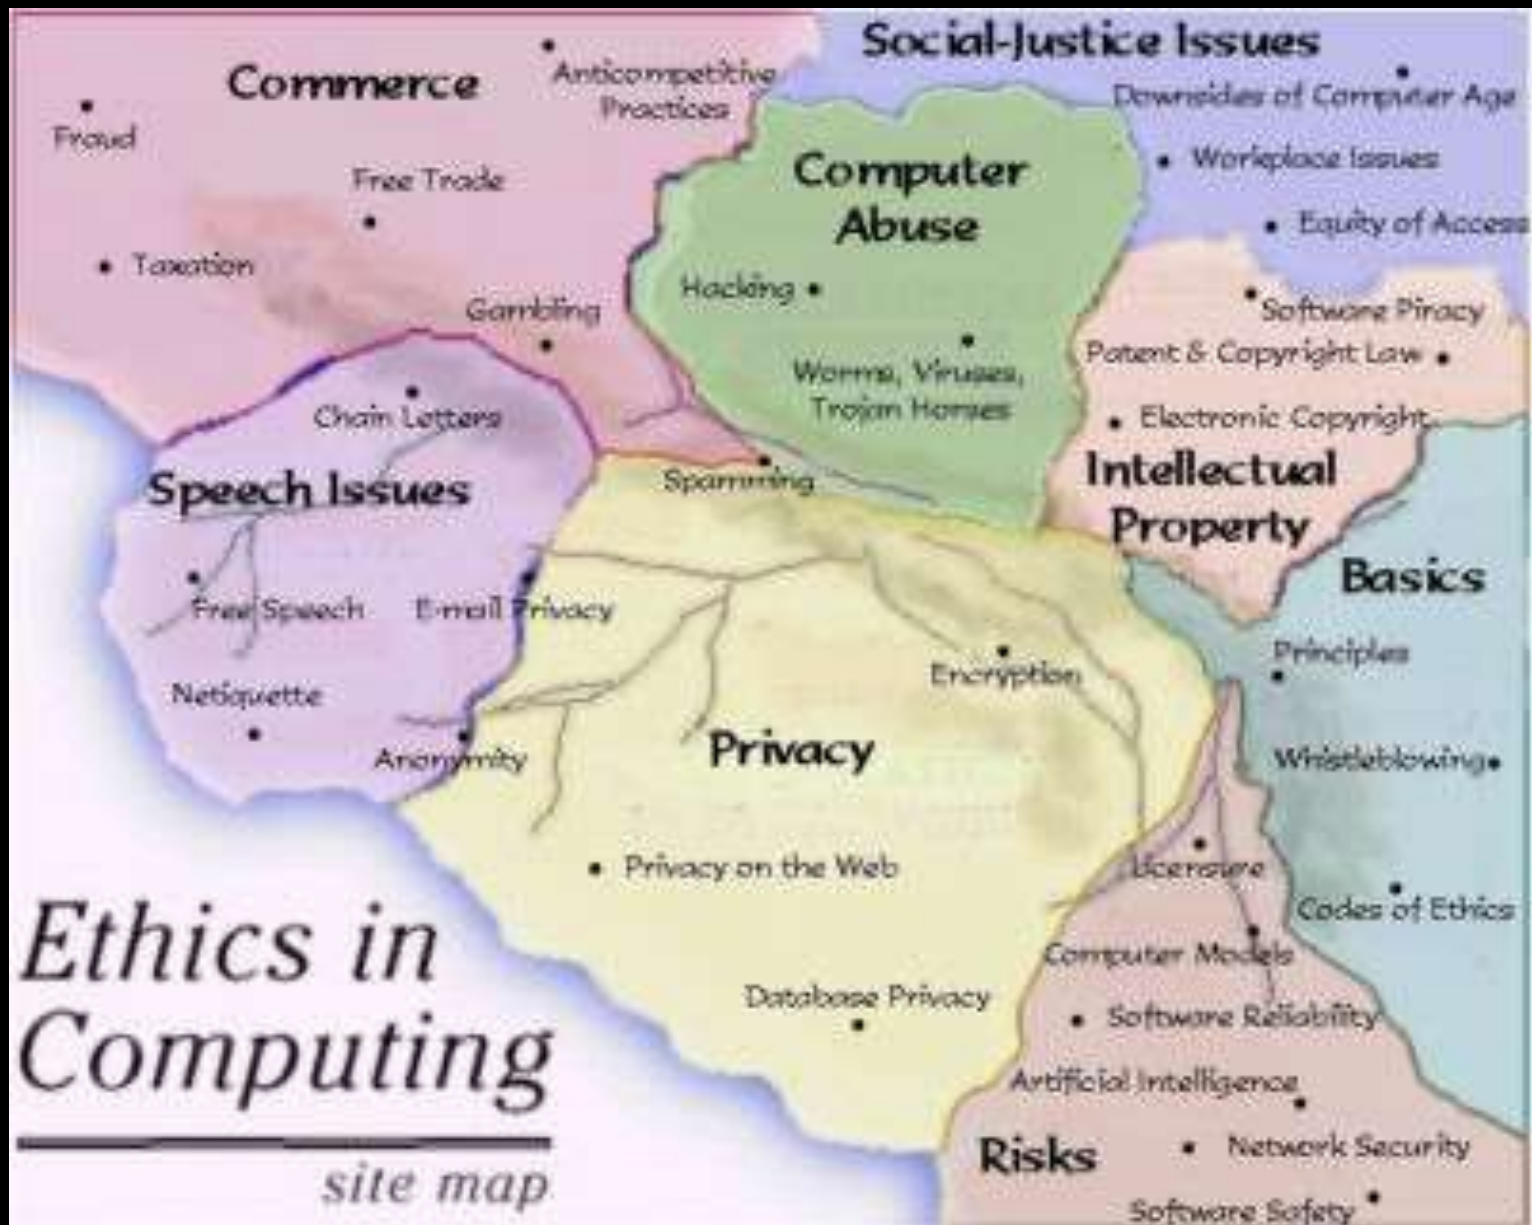 Social-Justice Issues
Downsides of Computer Age
Workplace Issues
Equity of Access
Commerce
Anticompetitive
Practices
Fraud
Free Trade
Taxation
Gambling
Computer
Abuse
Hacking
Worms, Viruses,
Trojan Horses
Software Piracy
Patent & Copyright Law
Electronic Copyright
Intellectual
Property
Chain Letters
Speech Issues
Free Speech
E-mail Privacy
Netiquette
Anonymity
Spamming
Encryption
Privacy
Privacy on the Web
Database Privacy
Basics
Principles
Whistleblowing
Codes of Ethics
Licensure
Computer Models
Software Reliability
Artificial Intelligence
Risks
Network Security
Software Safety
Ethics in
Computing
site map